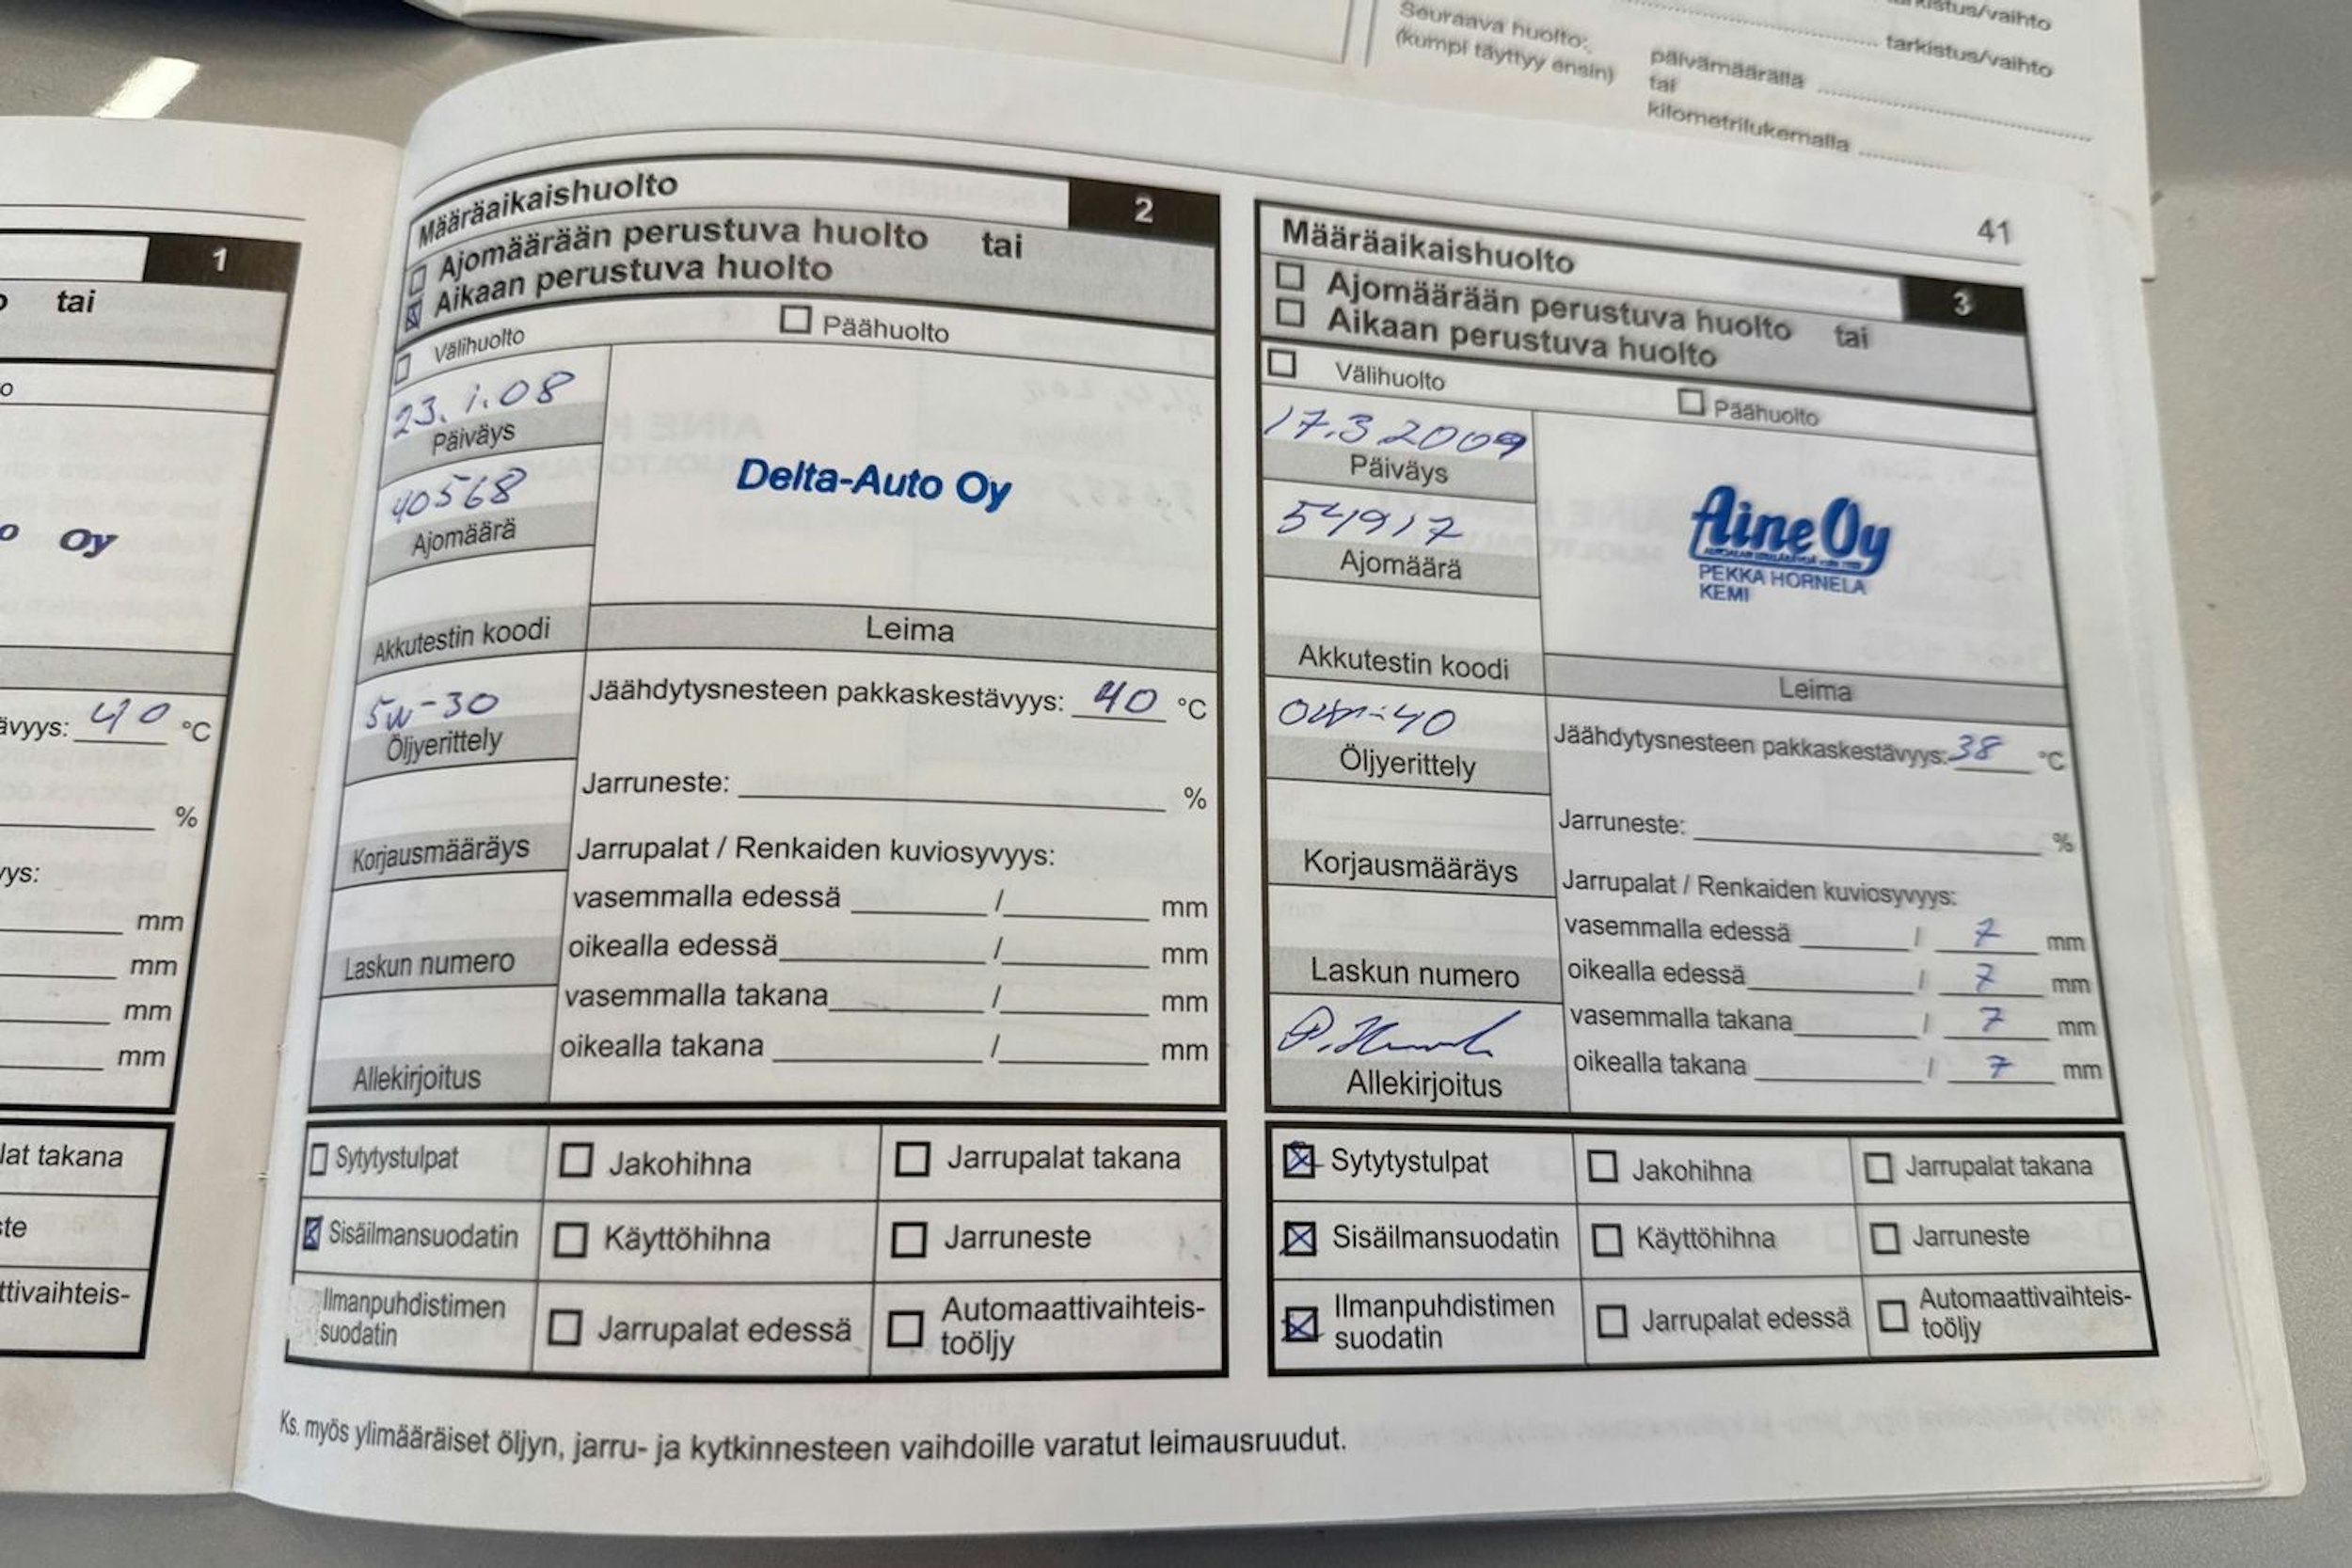 tarkistus/vaihto
Seuraava huolto: tarkistus/vaihto
(kumpi täyttyy ensin) päivämäärällä
tai
kilometrilukemalla
1
tai
o
Oy
40 °C
%
mm
mm
mm
mm
Määräaikaishuolto 2
Ajomäärään perustuva huolto tai
Aikaan perustuva huolto
Välihuolto Päähuolto
23.1.08
Päiväys
40568
Ajomäärä
Delta-Auto Oy
Akkutestin koodi
Leima
5w-30
Öljyerittely
Jäähdytysnesteen pakkaskestävyys: 40 °C
Jarruneste: %
Korjausmääräys
Jarrupalat / Renkaiden kuviosyvyys:
vasemmalla edessä / mm
Laskun numero
oikealla edessä / mm
vasemmalla takana / mm
oikealla takana / mm
Allekirjoitus
Sytytystulpat Jakohihna Jarrupalat takana
Sisäilmansuodatin Käyttöhihna Jarruneste
Ilmanpuhdistimen
suodatin
Jarrupalat edessä
Automaattivaihteis-
toöljy
41
Määräaikaishuolto 3
Ajomäärään perustuva huolto tai
Aikaan perustuva huolto
Välihuolto Päähuolto
17.3.2009
Päiväys
54917
Ajomäärä
Aine Oy
PEKKA HORNELA
KEMI
Akkutestin koodi
Leima
Öljyerittely
Jäähdytysnesteen pakkaskestävyys: 38 °C
Jarruneste: %
Korjausmääräys
Jarrupalat / Renkaiden kuviosyvyys:
vasemmalla edessä / 7 mm
Laskun numero
oikealla edessä / 7 mm
vasemmalla takana / 7 mm
oikealla takana / 7 mm
Allekirjoitus
Sytytystulpat Jakohihna Jarrupalat takana
Sisäilmansuodatin Käyttöhihna Jarruneste
Ilmanpuhdistimen
suodatin
Jarrupalat edessä
Automaattivaihteis-
toöljy
Ks. myös ylimääräiset öljyn, jarru- ja kytkinnesteen vaihdoille varatut leimausruudut.